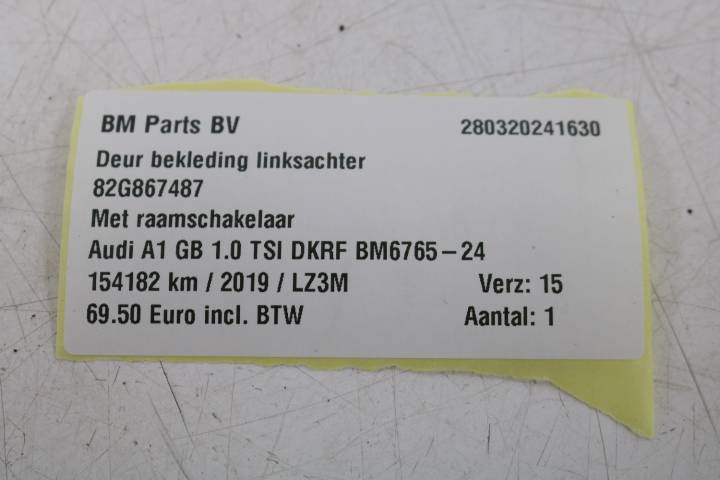 BM Parts BV 280320241630
Deur bekleding linksachter
82G867487
Met raamschakelaar
Audi A1 GB 1.0 TSI DKRF BM6765-24
154182 km / 2019 / LZ3M Verz: 15
69.50 Euro incl. BTW Aantal: 1